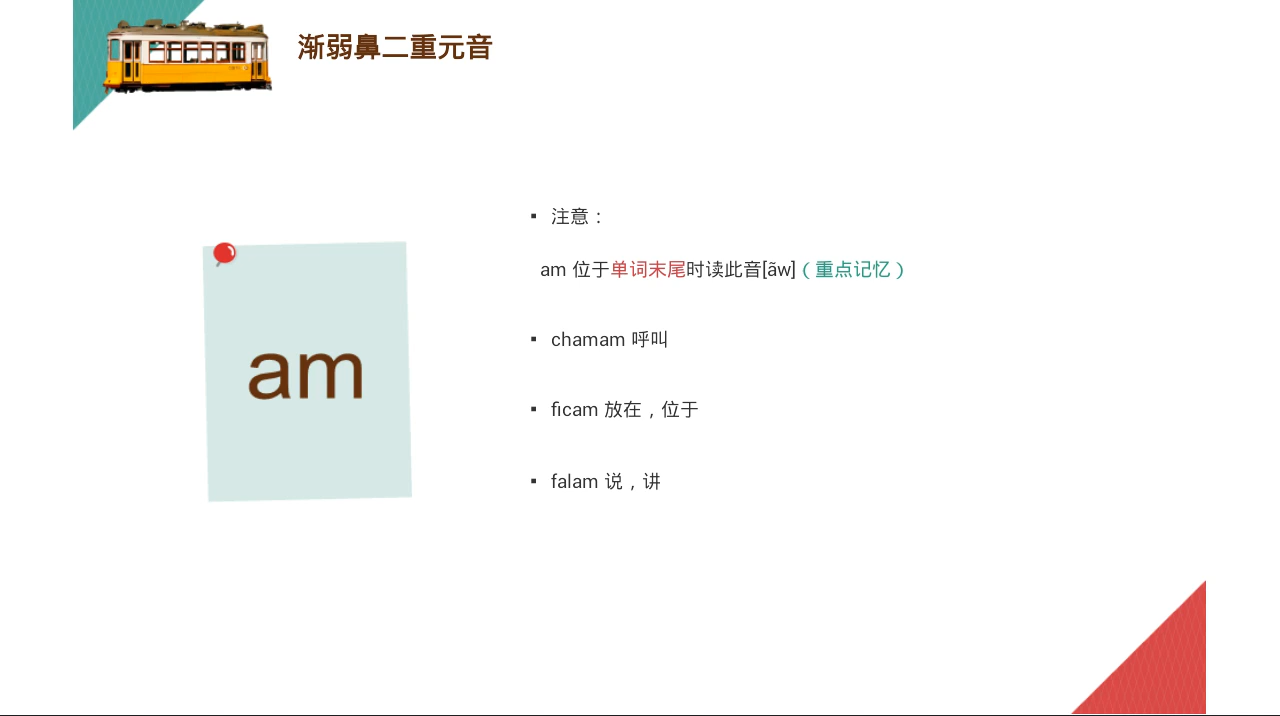 渐弱鼻二重元音
am
▪ 注意：
am 位于单词末尾时读此音[ãw]（重点记忆）
▪ chamam 呼叫
▪ ficam 放在，位于
▪ falam 说，讲